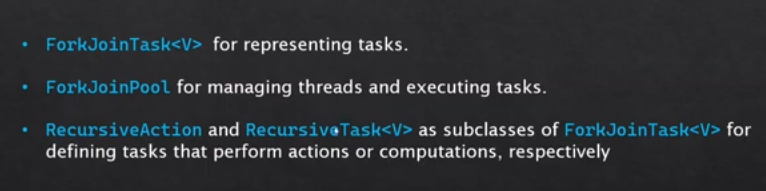 • ForkJoinTask<V> for representing tasks.
• ForkJoinPool for managing threads and executing tasks.
• RecursiveAction and RecursiveTask<V> as subclasses of ForkJoinTask<V> for
defining tasks that perform actions or computations, respectively